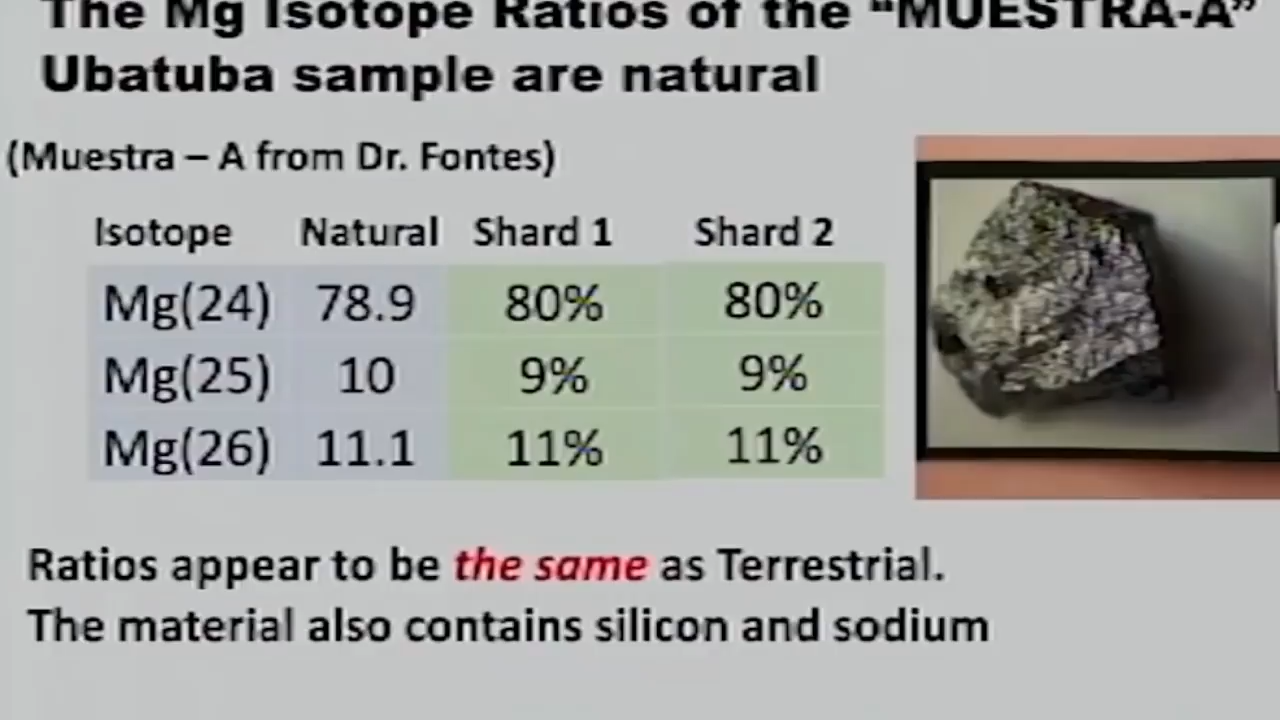 The Mg Isotope Ratios of the “MUESTRA-A”
Ubatuba sample are natural
(Muestra – A from Dr. Fontes)
Isotope Natural Shard 1 Shard 2
Mg(24) 78.9 80% 80%
Mg(25) 10 9% 9%
Mg(26) 11.1 11% 11%
Ratios appear to be the same as Terrestrial.
The material also contains silicon and sodium